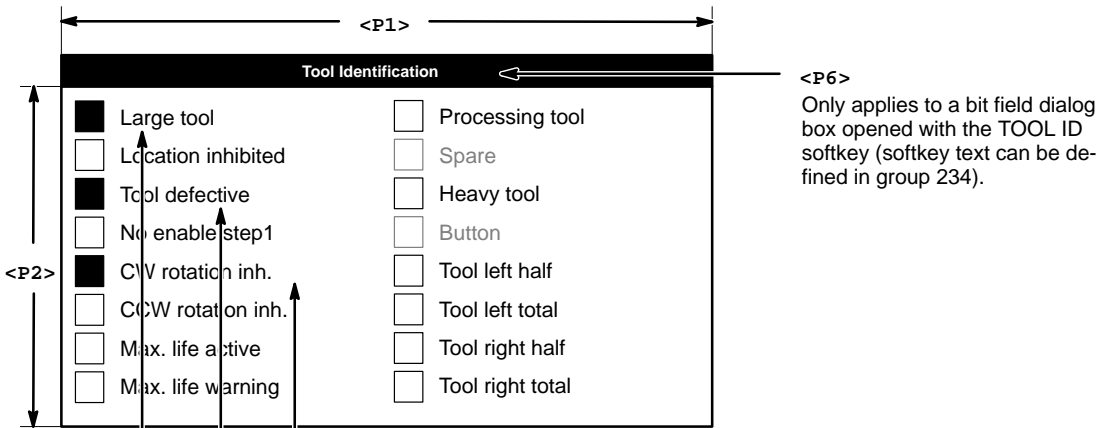 <P1>
Tool Identification
<P6>
Only applies to a bit field dialog
box opened with the TOOL ID
softkey (softkey text can be de-
fined in group 234).
<P2>
Large tool
Location inhibited
Tool defective
No enable step1
CW rotation inh.
CCW rotation inh.
Max. life active
Max. life warning
Processing tool
Spare
Heavy tool
Button
Tool left half
Tool left total
Tool right half
Tool right total